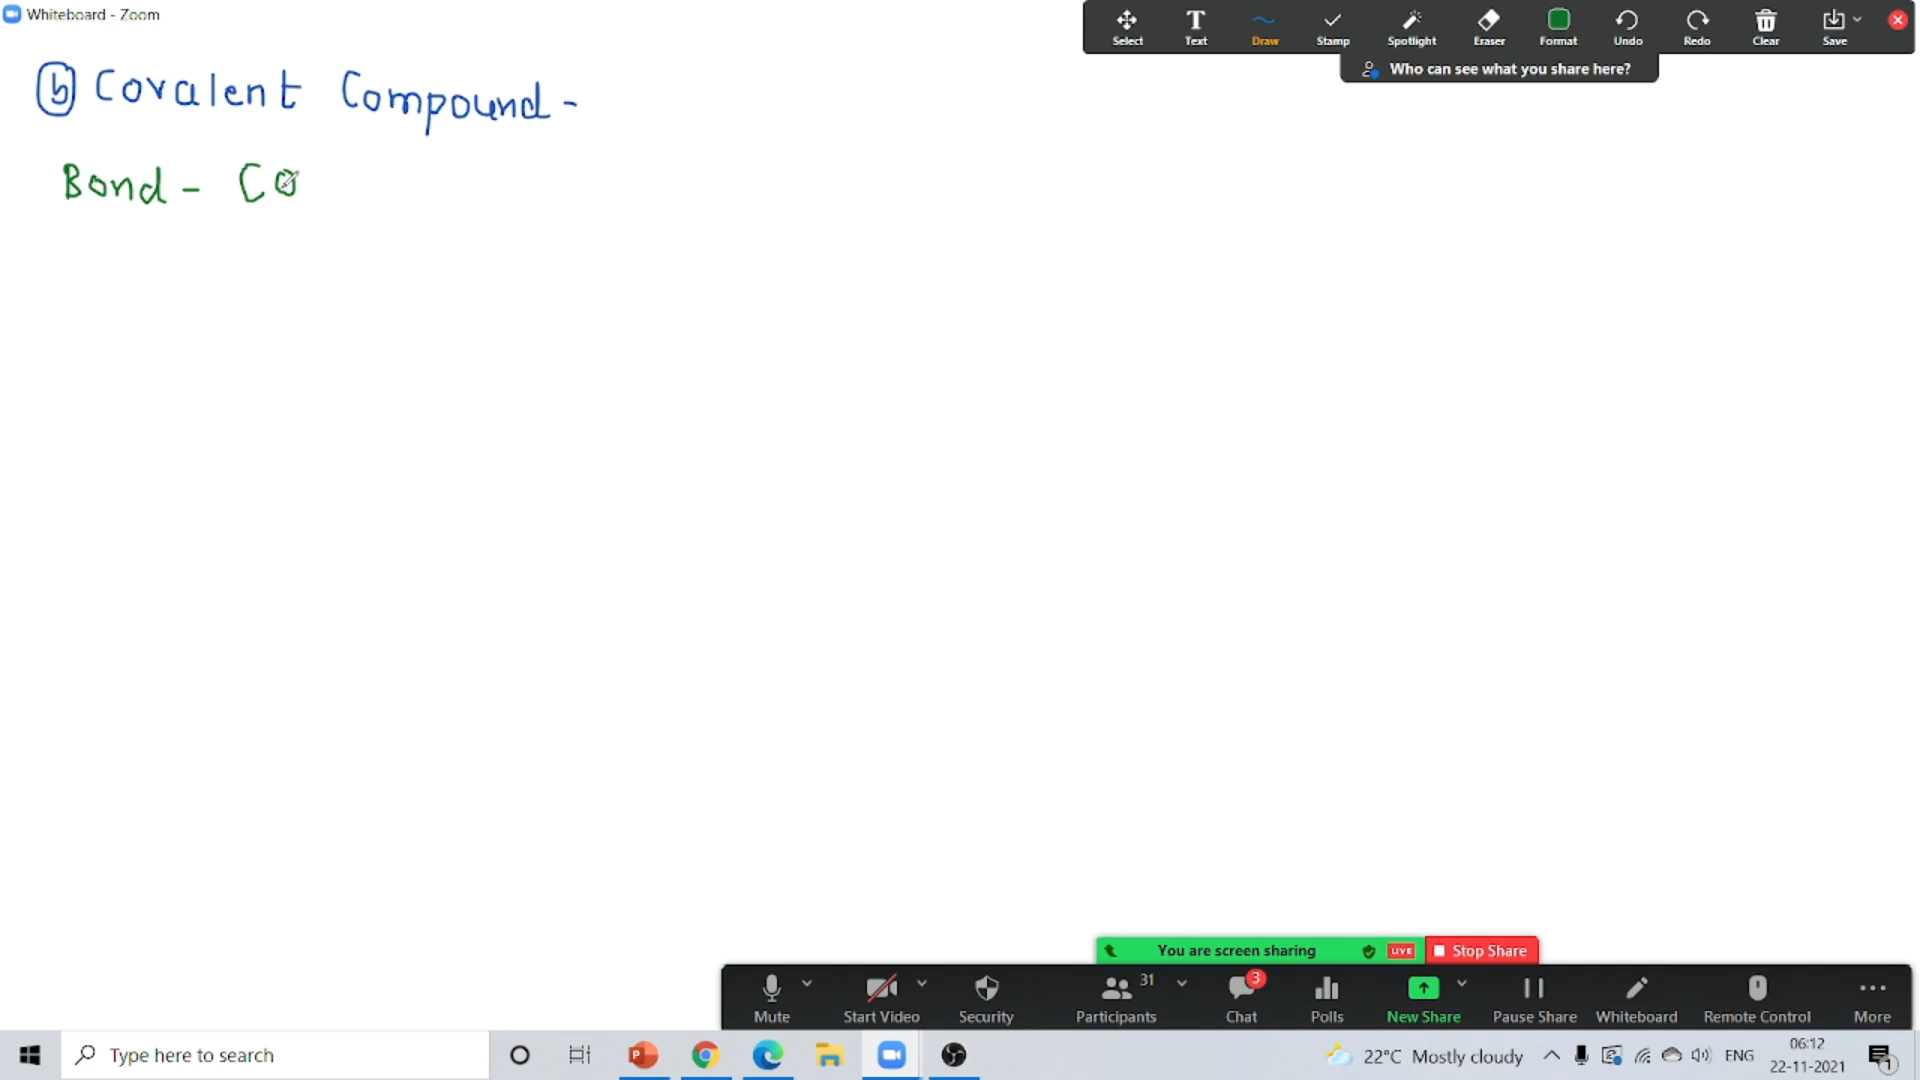 Whiteboard - Zoom
Select Text Draw Stamp Spotlight Eraser Format Undo Redo Clear Save
Who can see what you share here?
b Covalent Compound -
Bond - Co
You are screen sharing LIVE Stop Share
31 3
Mute Start Video Security Participants Chat Polls New Share Pause Share Whiteboard Remote Control More
Type here to search
22°C Mostly cloudy ENG
06:12
22-11-2021
1